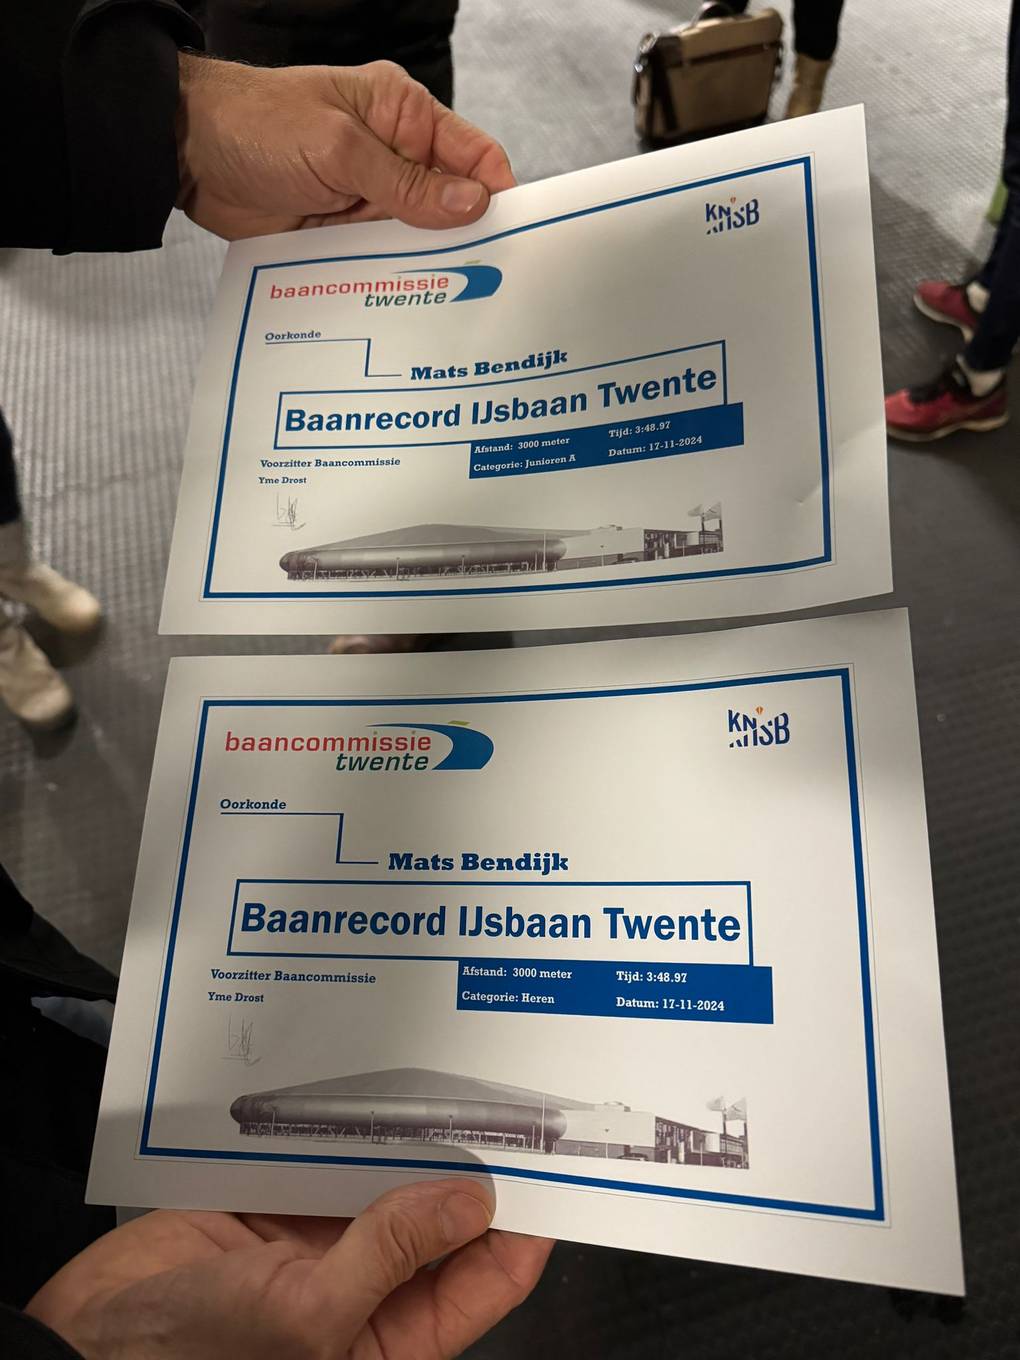 KNSB
baancommissie
twente
Oorkonde
Mats Bendijk
Baanrecord IJsbaan Twente
Afstand: 3000 meter Tijd: 3:48.97
Categorie: Junioren A Datum: 17-11-2024
Voorzitter Baancommissie
Yme Drost
KNSB
baancommissie
twente
Oorkonde
Mats Bendijk
Baanrecord IJsbaan Twente
Afstand: 3000 meter Tijd: 3:48.97
Categorie: Heren Datum: 17-11-2024
Voorzitter Baancommissie
Yme Drost